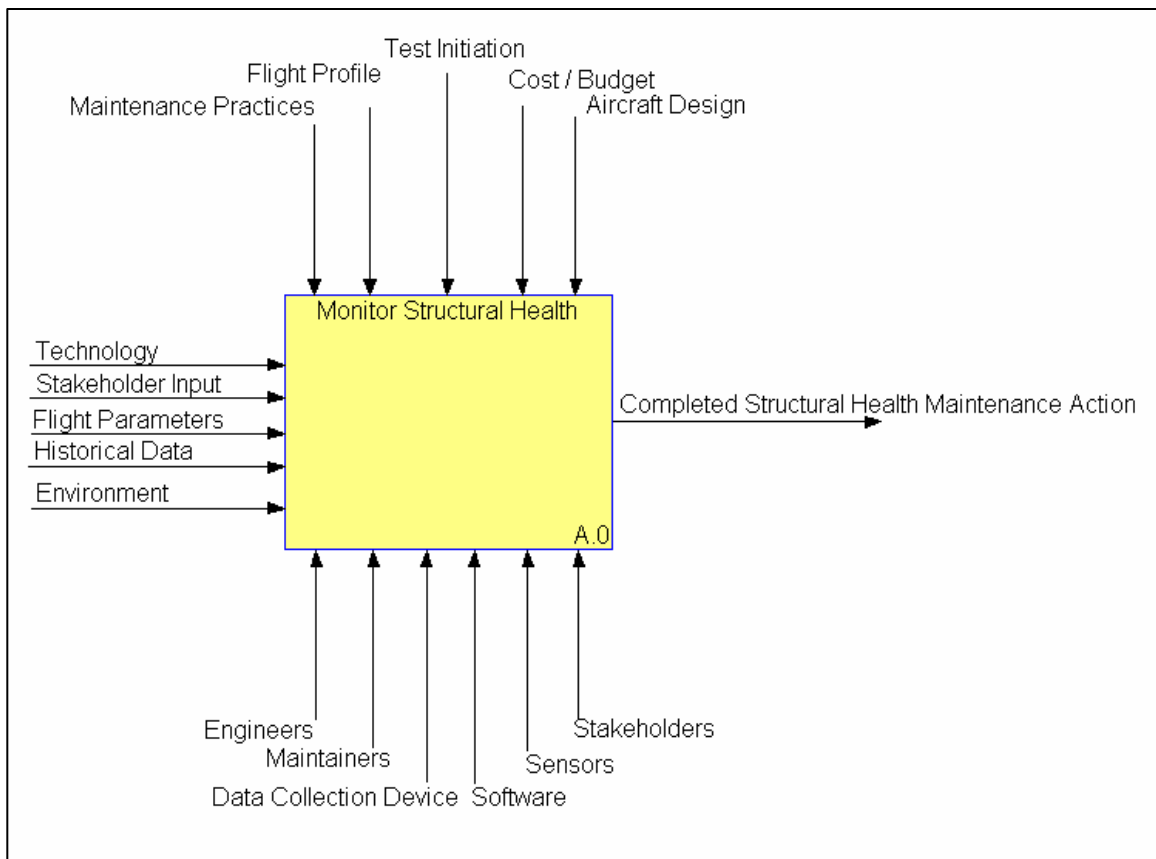 Test Initiation
Flight Profile
Cost / Budget
Maintenance Practices
Aircraft Design
Monitor Structural Health
Technology
Stakeholder Input
Flight Parameters
Historical Data
Environment
Completed Structural Health Maintenance Action
A.0
Engineers
Maintainers
Data Collection Device
Software
Sensors
Stakeholders